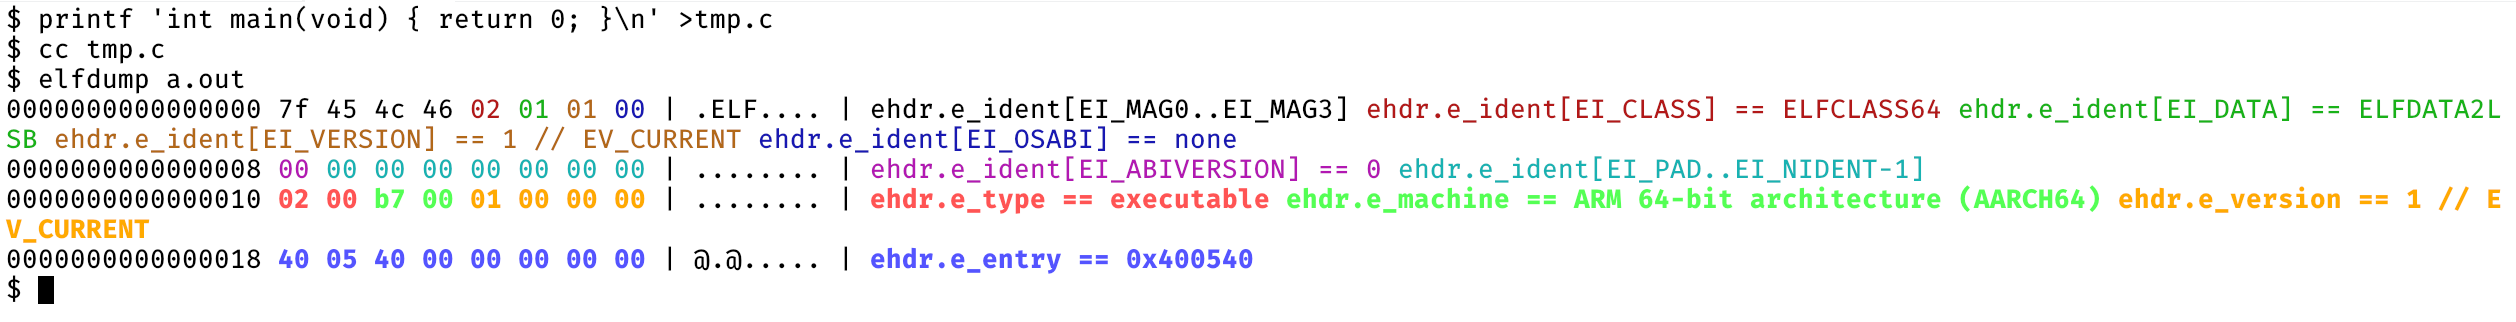 $ printf 'int main(void) { return 0; }\n' >tmp.c
$ cc tmp.c
$ elfdump a.out
0000000000000000 7f 45 4c 46 02 01 01 00 | .ELF.... | ehdr.e_ident[EI_MAG0..EI_MAG3] ehdr.e_ident[EI_CLASS] == ELFCLASS64 ehdr.e_ident[EI_DATA] == ELFDATA2L
SB ehdr.e_ident[EI_VERSION] == 1 // EV_CURRENT ehdr.e_ident[EI_OSABI] == none
0000000000000008 00 00 00 00 00 00 00 00 | ........ | ehdr.e_ident[EI_ABIVERSION] == 0 ehdr.e_ident[EI_PAD..EI_NIDENT-1]
0000000000000010 02 00 b7 00 01 00 00 00 | ........ | ehdr.e_type == executable ehdr.e_machine == ARM 64-bit architecture (AARCH64) ehdr.e_version == 1 // E
V_CURRENT
0000000000000018 40 05 40 00 00 00 00 00 | @.@..... | ehdr.e_entry == 0x400540
$